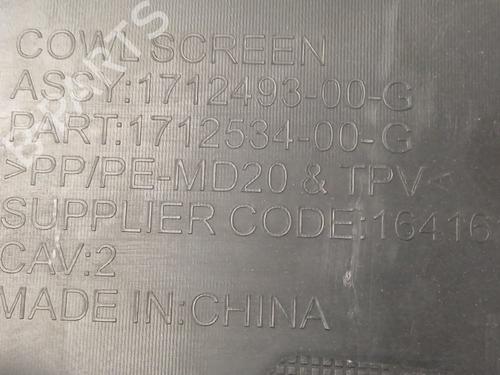 COWL SCREEN
ASSY:1712493-00-G
PART:1712534-00-G
>PP/PE-MD20 & TPV<
SUPPLIER CODE:16416
CAV:2
MADE IN:CHINA